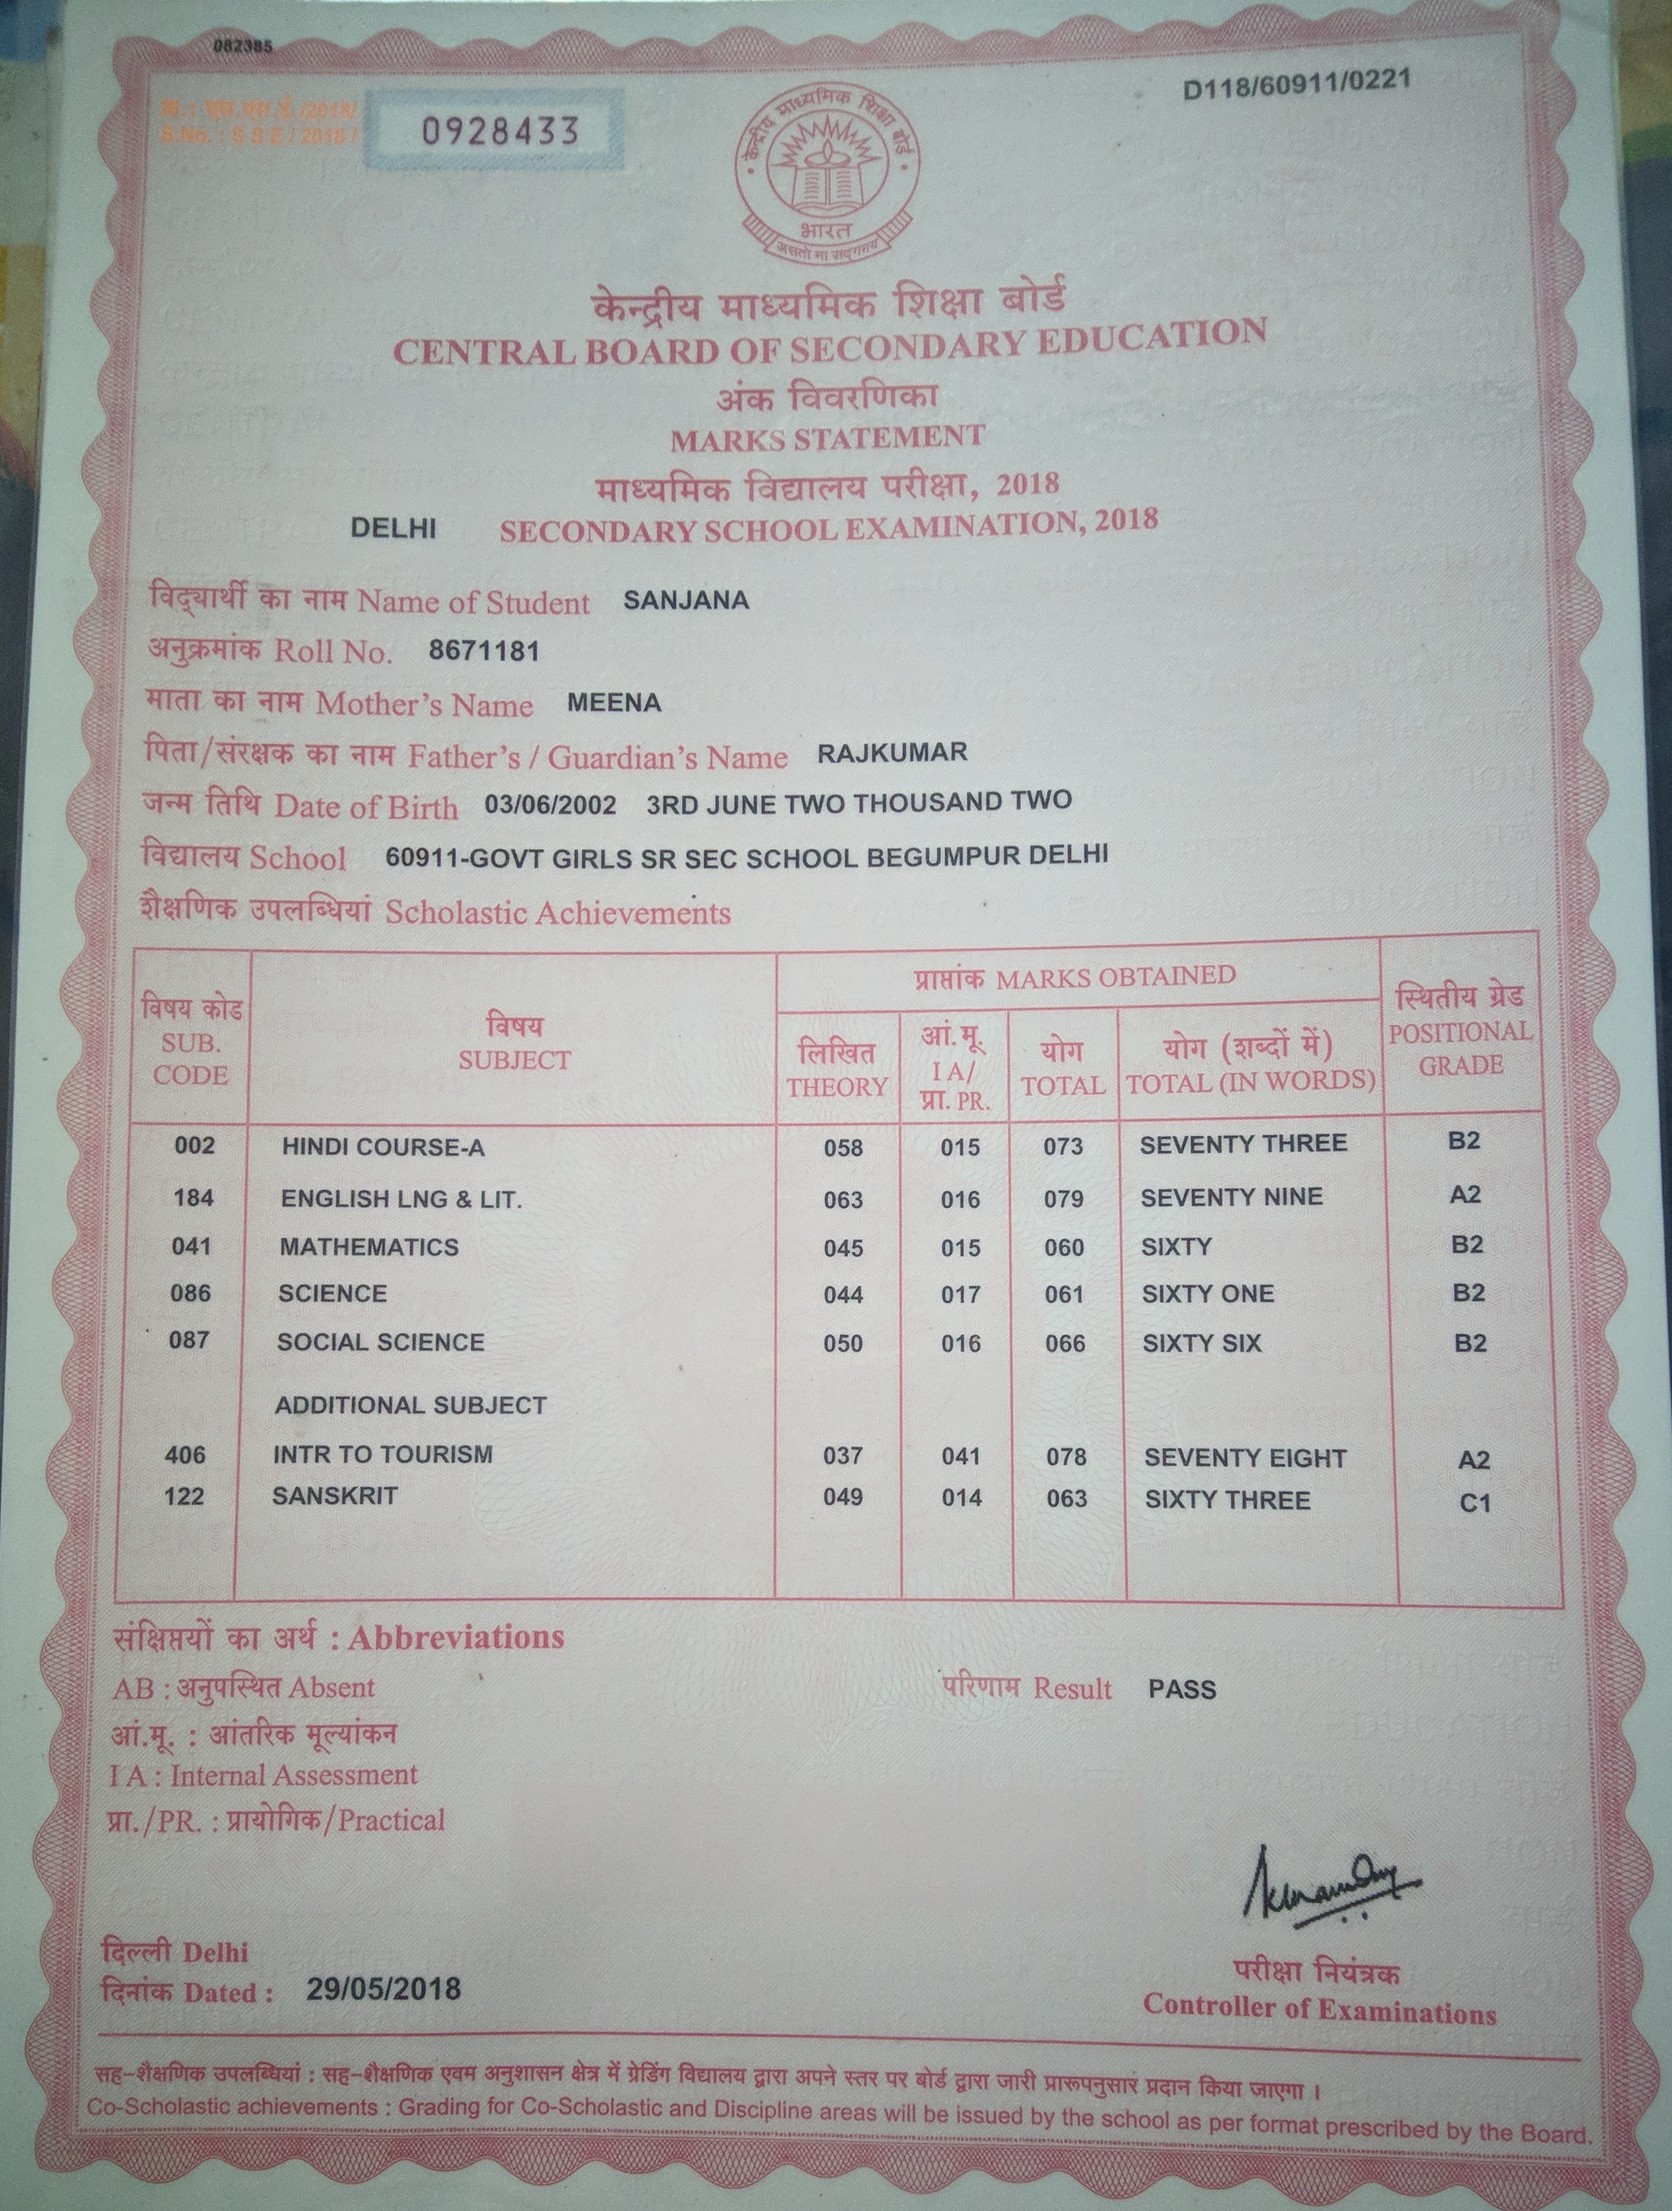 082385
क्र. : एस.एस.ई./2018/
S.No. : S S E / 2018 /
0928433
D118/60911/0221
केन्द्रीय माध्यमिक शिक्षा बोर्ड
भारत
असतो मा सद्गमय
केन्द्रीय माध्यमिक शिक्षा बोर्ड
CENTRAL BOARD OF SECONDARY EDUCATION
अंक विवरणिका
MARKS STATEMENT
माध्यमिक विद्यालय परीक्षा, 2018
DELHI SECONDARY SCHOOL EXAMINATION, 2018
विद्यार्थी का नाम Name of Student SANJANA
अनुक्रमांक Roll No. 8671181
माता का नाम Mother's Name MEENA
पिता/संरक्षक का नाम Father's / Guardian's Name RAJKUMAR
जन्म तिथि Date of Birth 03/06/2002 3RD JUNE TWO THOUSAND TWO
विद्यालय School 60911-GOVT GIRLS SR SEC SCHOOL BEGUMPUR DELHI
शैक्षणिक उपलब्धियां Scholastic Achievements
विषय कोड SUB. CODE
विषय SUBJECT
प्राप्तांक MARKS OBTAINED
लिखित THEORY
आं.मू. I A/ प्रा. PR.
योग TOTAL
योग (शब्दों में) TOTAL (IN WORDS)
स्थितीय ग्रेड POSITIONAL GRADE
002 HINDI COURSE-A 058 015 073 SEVENTY THREE B2
184 ENGLISH LNG & LIT. 063 016 079 SEVENTY NINE A2
041 MATHEMATICS 045 015 060 SIXTY B2
086 SCIENCE 044 017 061 SIXTY ONE B2
087 SOCIAL SCIENCE 050 016 066 SIXTY SIX B2
ADDITIONAL SUBJECT
406 INTR TO TOURISM 037 041 078 SEVENTY EIGHT A2
122 SANSKRIT 049 014 063 SIXTY THREE C1
संक्षिप्तयों का अर्थ : Abbreviations
AB : अनुपस्थित Absent
परिणाम Result PASS
आं.मू. : आंतरिक मूल्यांकन
I A : Internal Assessment
प्रा./PR. : प्रायोगिक/Practical
दिल्ली Delhi
दिनांक Dated : 29/05/2018
परीक्षा नियंत्रक
Controller of Examinations
सह-शैक्षणिक उपलब्धियां : सह-शैक्षणिक एवम अनुशासन क्षेत्र में ग्रेडिंग विद्यालय द्वारा अपने स्तर पर बोर्ड द्वारा जारी प्रारूपनुसार प्रदान किया जाएगा ।
Co-Scholastic achievements : Grading for Co-Scholastic and Discipline areas will be issued by the school as per format prescribed by the Board.